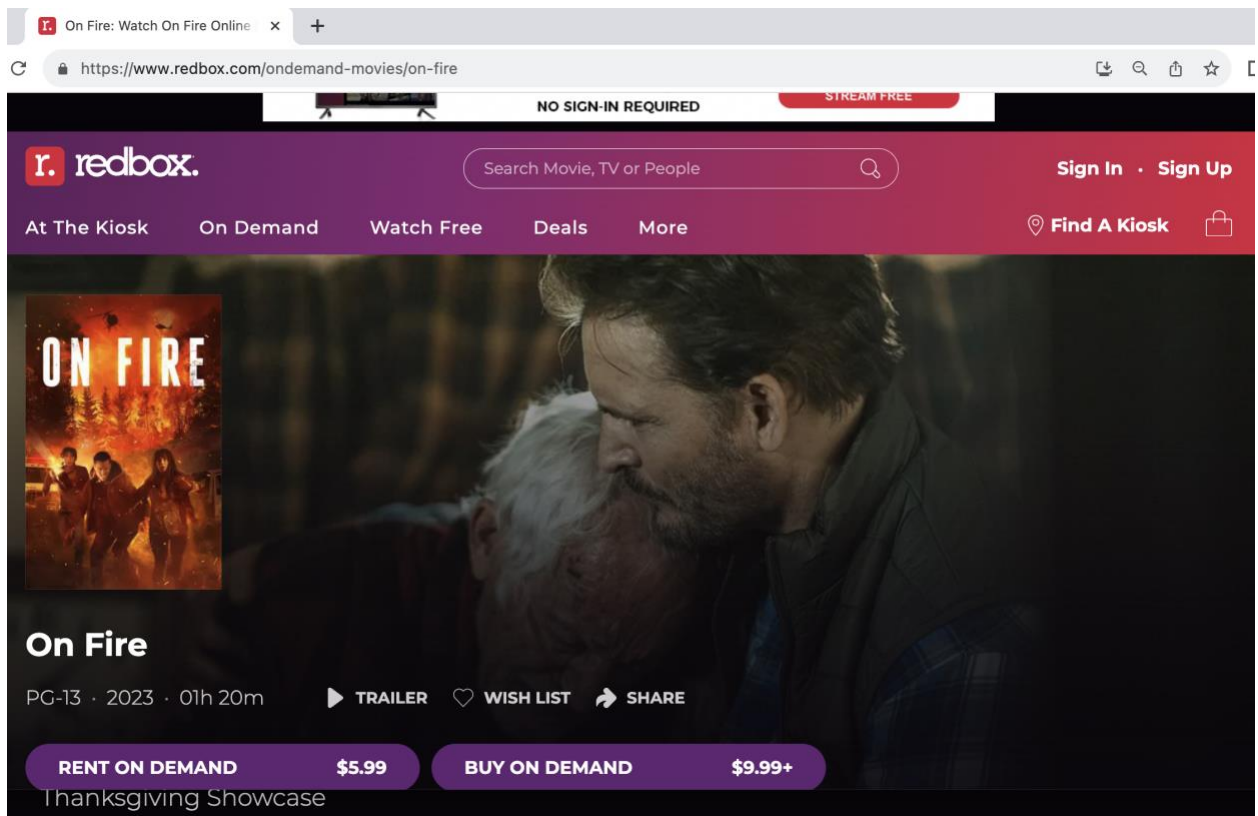 r. On Fire: Watch On Fire Online × +
https://www.redbox.com/ondemand-movies/on-fire
NO SIGN-IN REQUIRED
STREAM FREE
r. redbox.
Search Movie, TV or People
Sign In · Sign Up
At The Kiosk On Demand Watch Free Deals More
Find A Kiosk
ON FIRE
On Fire
PG-13 · 2023 · 01h 20m TRAILER WISH LIST SHARE
RENT ON DEMAND $5.99 BUY ON DEMAND $9.99+
Thanksgiving Showcase